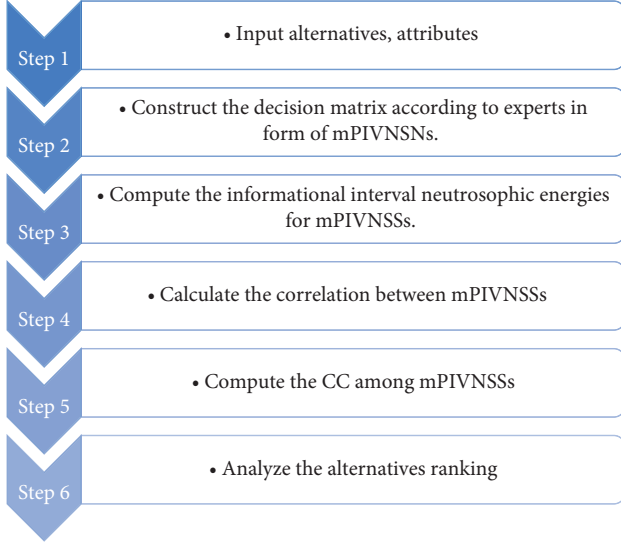 Step 1
• Input alternatives, attributes
Step 2
• Construct the decision matrix according to experts in
form of mPIVNSNs.
Step 3
• Compute the informational interval neutrosophic energies
for mPIVNSSs.
Step 4
• Calculate the correlation between mPIVNSSs
Step 5
• Compute the CC among mPIVNSSs
Step 6
• Analyze the alternatives ranking